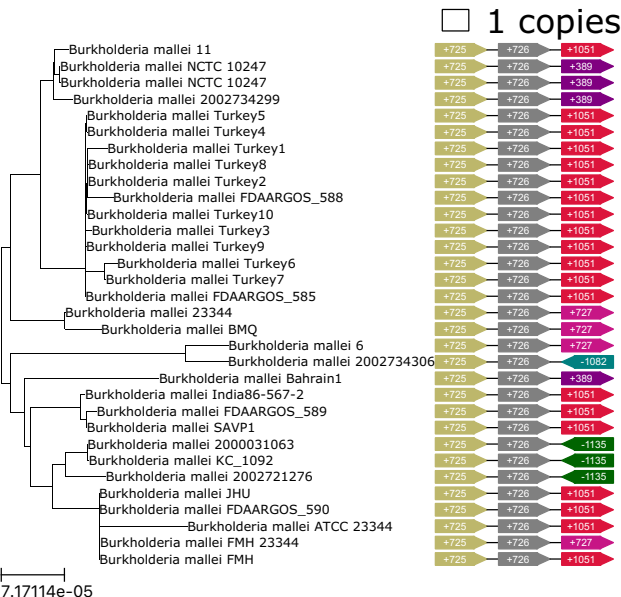 1 copies
Burkholderia mallei 11 +725 +726 +1051
Burkholderia mallei NCTC 10247 +725 +726 +389
Burkholderia mallei NCTC 10247 +725 +726 +389
Burkholderia mallei 2002734299 +725 +726 +389
Burkholderia mallei Turkey5 +725 +726 +1051
Burkholderia mallei Turkey4 +725 +726 +1051
Burkholderia mallei Turkey1 +725 +726 +1051
Burkholderia mallei Turkey8 +725 +726 +1051
Burkholderia mallei Turkey2 +725 +726 +1051
Burkholderia mallei FDAARGOS_588 +725 +726 +1051
Burkholderia mallei Turkey10 +725 +726 +1051
Burkholderia mallei Turkey3 +725 +726 +1051
Burkholderia mallei Turkey9 +725 +726 +1051
Burkholderia mallei Turkey6 +725 +726 +1051
Burkholderia mallei Turkey7 +725 +726 +1051
Burkholderia mallei FDAARGOS_585 +725 +726 +1051
Burkholderia mallei 23344 +725 +726 +727
Burkholderia mallei BMQ +725 +726 +727
Burkholderia mallei 6 +725 +726 +727
Burkholderia mallei 2002734306 +725 +726 -1082
Burkholderia mallei Bahrain1 +725 +726 +389
Burkholderia mallei India86-567-2 +725 +726 +1051
Burkholderia mallei FDAARGOS_589 +725 +726 +1051
Burkholderia mallei SAVP1 +725 +726 +1051
Burkholderia mallei 2000031063 +725 +726 -1135
Burkholderia mallei KC_1092 +725 +726 -1135
Burkholderia mallei 2002721276 +725 +726 -1135
Burkholderia mallei JHU +725 +726 +1051
Burkholderia mallei FDAARGOS_590 +725 +726 +1051
Burkholderia mallei ATCC 23344 +725 +726 +1051
Burkholderia mallei FMH 23344 +725 +726 +727
Burkholderia mallei FMH +725 +726 +1051
7.17114e-05